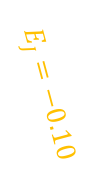 E_J = −0.10